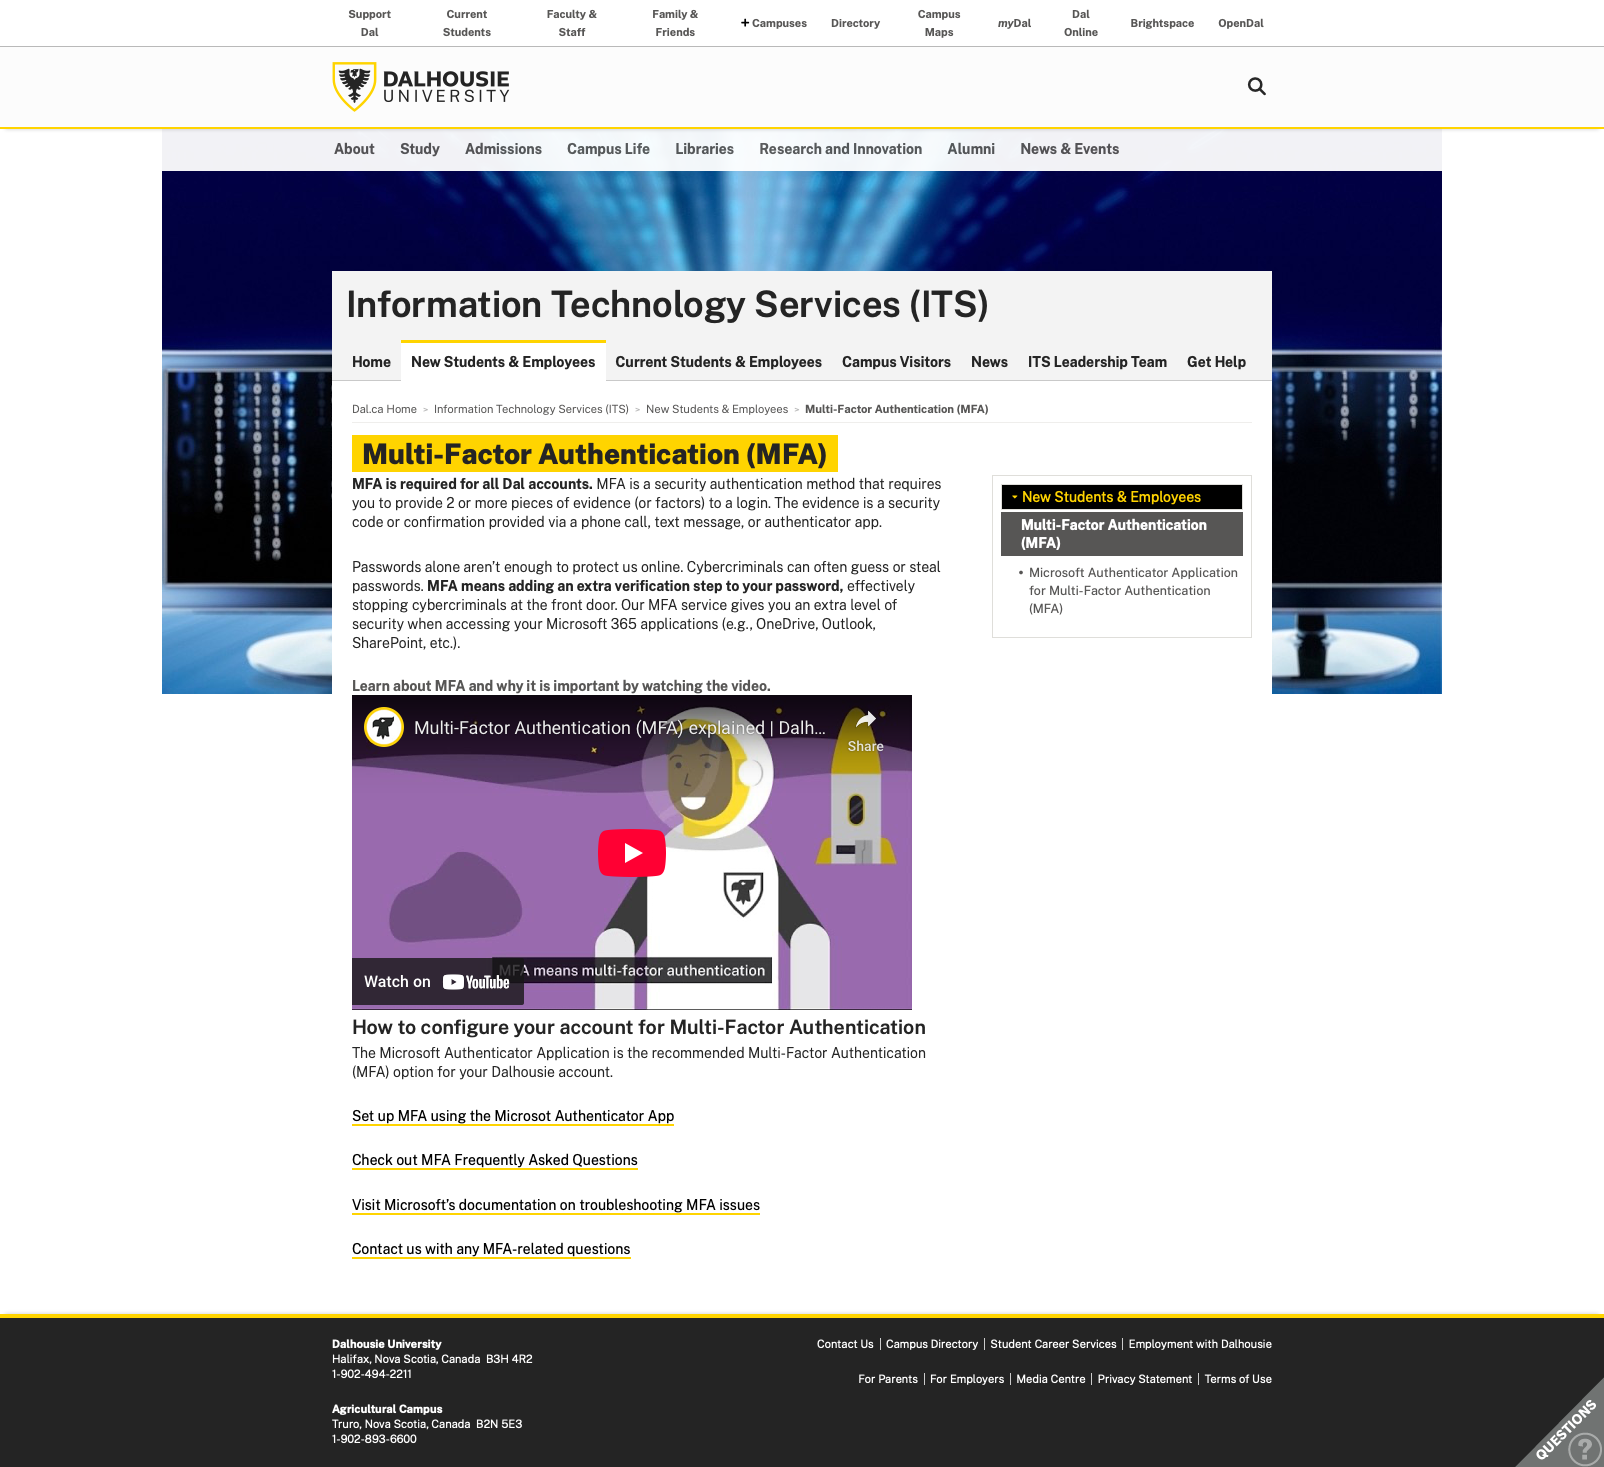 Support
Dal
Current
Students
Faculty &
Staff
Family &
Friends
+ Campuses
Directory
Campus
Maps
myDal
Dal
Online
Brightspace
OpenDal
DALHOUSIE
UNIVERSITY
About Study Admissions Campus Life Libraries Research and Innovation Alumni News & Events
Information Technology Services (ITS)
Home New Students & Employees Current Students & Employees Campus Visitors News ITS Leadership Team Get Help
Dal.ca Home > Information Technology Services (ITS) > New Students & Employees > Multi-Factor Authentication (MFA)
Multi-Factor Authentication (MFA)
MFA is required for all Dal accounts. MFA is a security authentication method that requires
you to provide 2 or more pieces of evidence (or factors) to a login. The evidence is a security
code or confirmation provided via a phone call, text message, or authenticator app.
Passwords alone aren't enough to protect us online. Cybercriminals can often guess or steal
passwords. MFA means adding an extra verification step to your password, effectively
stopping cybercriminals at the front door. Our MFA service gives you an extra level of
security when accessing your Microsoft 365 applications (e.g., OneDrive, Outlook,
SharePoint, etc.).
New Students & Employees
Multi-Factor Authentication
(MFA)
• Microsoft Authenticator Application
for Multi-Factor Authentication
(MFA)
Learn about MFA and why it is important by watching the video.
Multi-Factor Authentication (MFA) explained | Dalh...
Share
MFA means multi-factor authentication
Watch on YouTube
How to configure your account for Multi-Factor Authentication
The Microsoft Authenticator Application is the recommended Multi-Factor Authentication
(MFA) option for your Dalhousie account.
Set up MFA using the Microsot Authenticator App
Check out MFA Frequently Asked Questions
Visit Microsoft's documentation on troubleshooting MFA issues
Contact us with any MFA-related questions
Dalhousie University
Halifax, Nova Scotia, Canada B3H 4R2
1-902-494-2211
Agricultural Campus
Truro, Nova Scotia, Canada B2N 5E3
1-902-893-6600
Contact Us | Campus Directory | Student Career Services | Employment with Dalhousie
For Parents | For Employers | Media Centre | Privacy Statement | Terms of Use
QUESTIONS
?